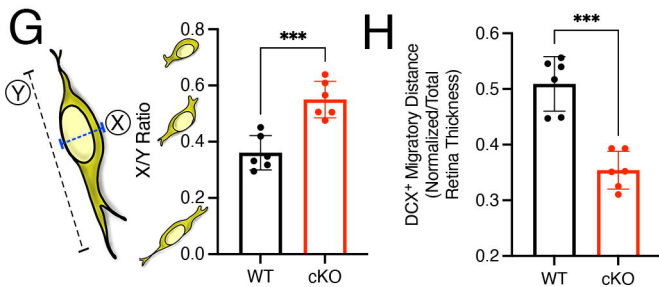 G
Y
X
X/Y Ratio
0.8
0.6
0.4
0.2
0.0
***
WT
cKO
H
DCX+ Migratory Distance
(Normalized/Total
Retina Thickness)
0.6
0.5
0.4
0.3
0.2
***
WT
cKO